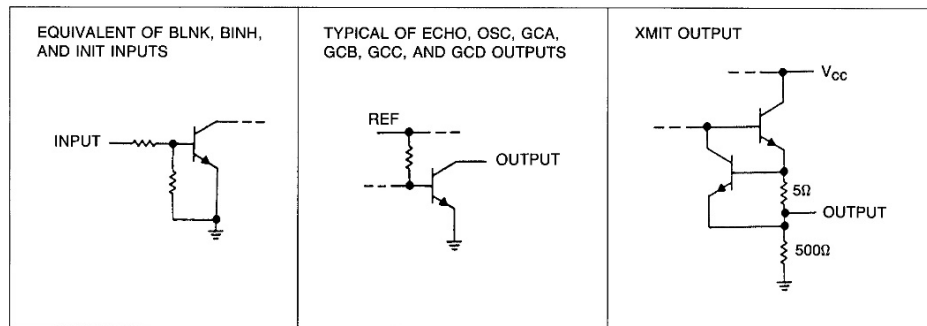 EQUIVALENT OF BLNK, BINH,
AND INIT INPUTS
INPUT
TYPICAL OF ECHO, OSC, GCA,
GCB, GCC, AND GCD OUTPUTS
REF
OUTPUT
XMIT OUTPUT
VCC
5Ω
OUTPUT
500Ω